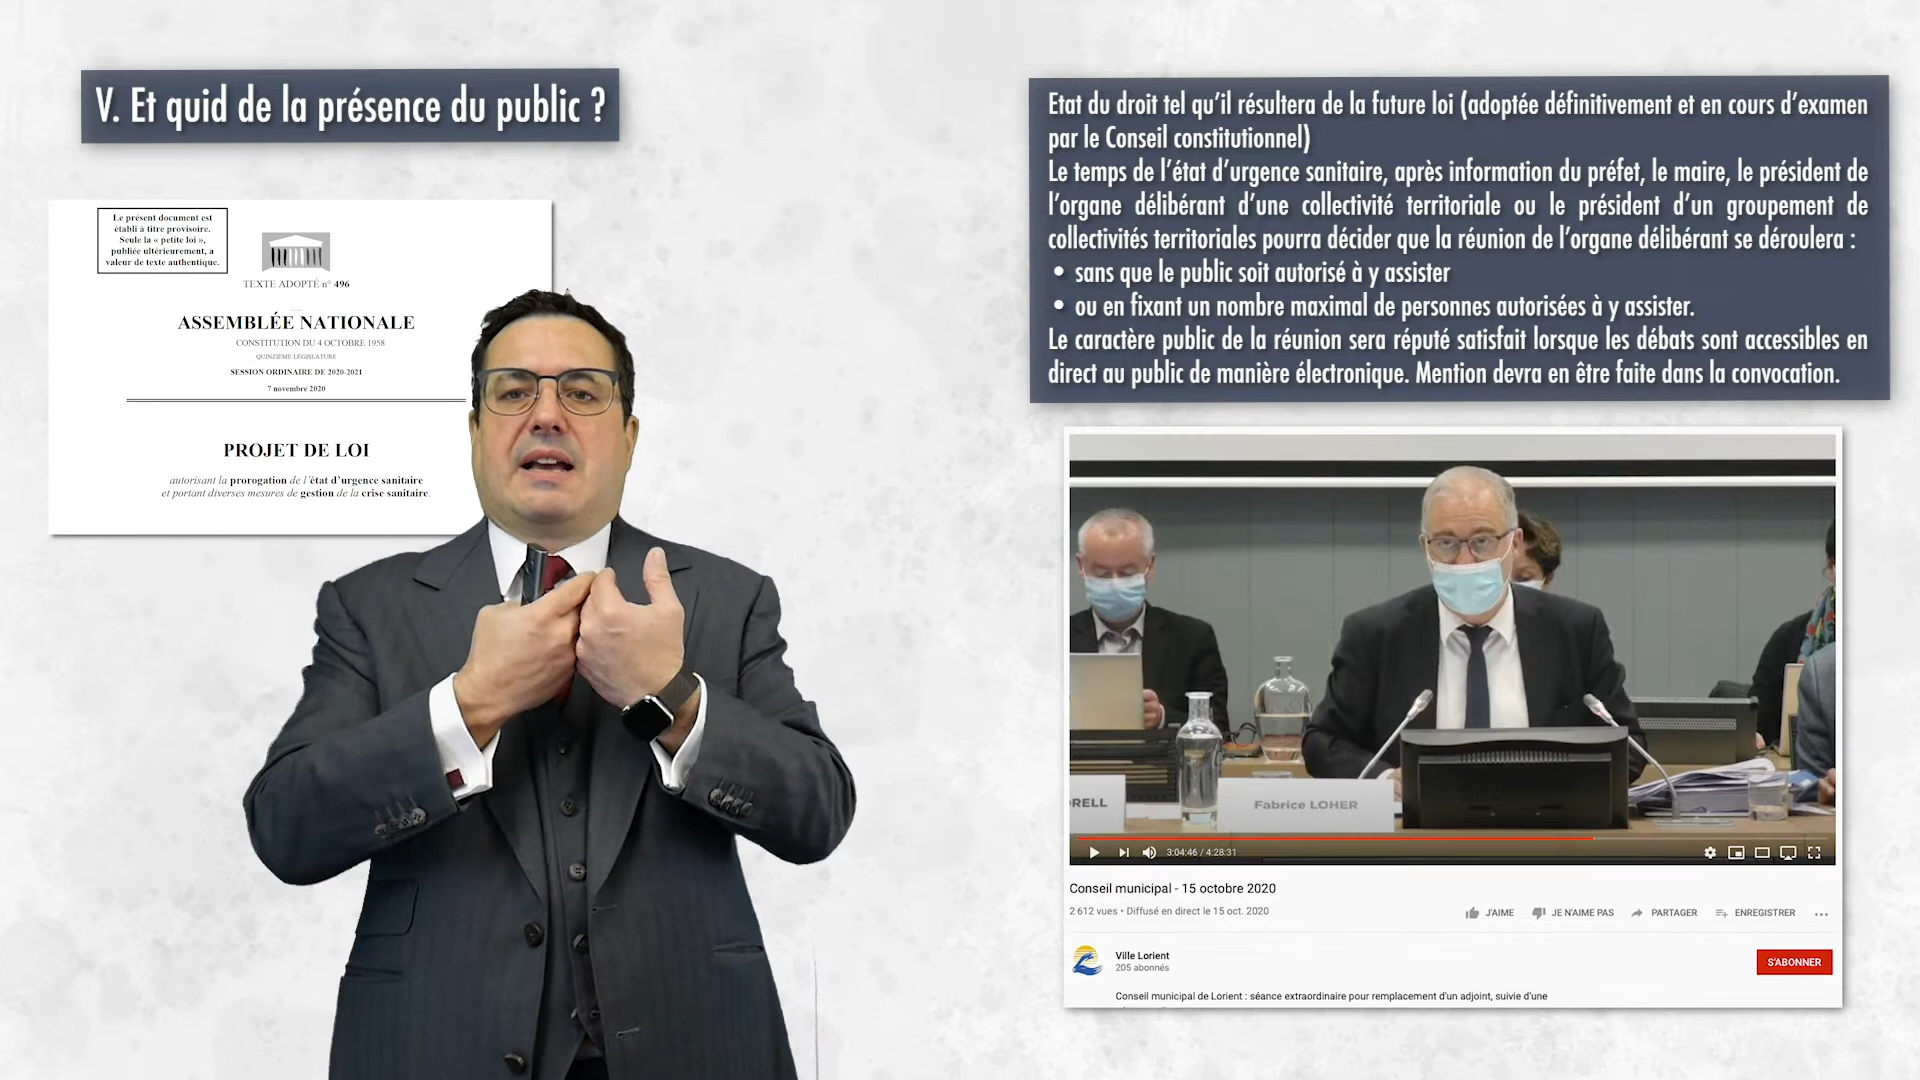 V. Et quid de la présence du public ?
Le présent document est
établi à titre provisoire.
Seule la « petite loi »,
publiée ultérieurement, a
valeur de texte authentique.
TEXTE ADOPTÉ n° 496
ASSEMBLÉE NATIONALE
CONSTITUTION DU 4 OCTOBRE 1958
QUINZIÈME LÉGISLATURE
SESSION ORDINAIRE DE 2020-2021
7 novembre 2020
PROJET DE LOI
autorisant la prorogation de l'état d'urgence sanitaire
et portant diverses mesures de gestion de la crise sanitaire.
Etat du droit tel qu'il résultera de la future loi (adoptée définitivement et en cours d'examen
par le Conseil constitutionnel)
Le temps de l'état d'urgence sanitaire, après information du préfet, le maire, le président de
l'organe délibérant d'une collectivité territoriale ou le président d'un groupement de
collectivités territoriales pourra décider que la réunion de l'organe délibérant se déroulera :
• sans que le public soit autorisé à y assister
• ou en fixant un nombre maximal de personnes autorisées à y assister.
Le caractère public de la réunion sera réputé satisfait lorsque les débats sont accessibles en
direct au public de manière électronique. Mention devra en être faite dans la convocation.
RELL
Fabrice LOHER
3:04:46 / 4:28:31
Conseil municipal - 15 octobre 2020
2 612 vues • Diffusé en direct le 15 oct. 2020
J'AIME
JE N'AIME PAS
PARTAGER
ENREGISTRER
Ville Lorient
205 abonnés
S'ABONNER
Conseil municipal de Lorient : séance extraordinaire pour remplacement d'un adjoint, suivie d'une